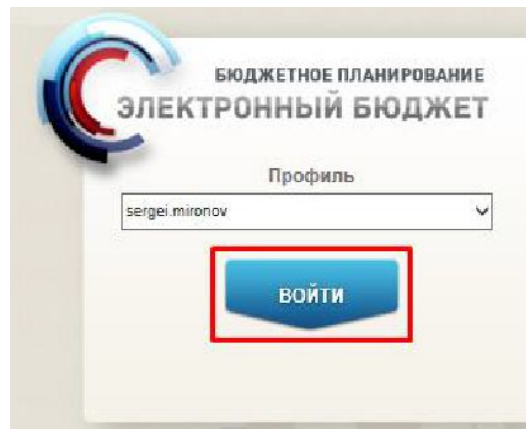 БЮДЖЕТНОЕ ПЛАНИРОВАНИЕ
ЭЛЕКТРОННЫЙ БЮДЖЕТ
Профиль
sergei.mironov
ВОЙТИ